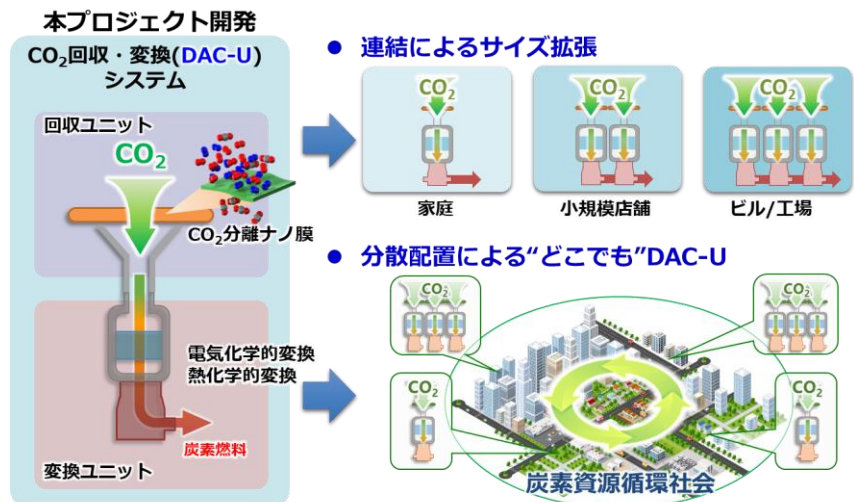 本プロジェクト開発
CO₂回収・変換(DAC-U)
システム
回収ユニット
CO₂
CO₂分離ナノ膜
電気化学的変換
熱化学的変換
炭素燃料
変換ユニット
● 連結によるサイズ拡張
CO₂
CO₂
CO₂
家庭
小規模店舗
ビル/工場
● 分散配置による“どこでも”DAC-U
CO₂
CO₂
CO₂
CO₂
炭素資源循環社会